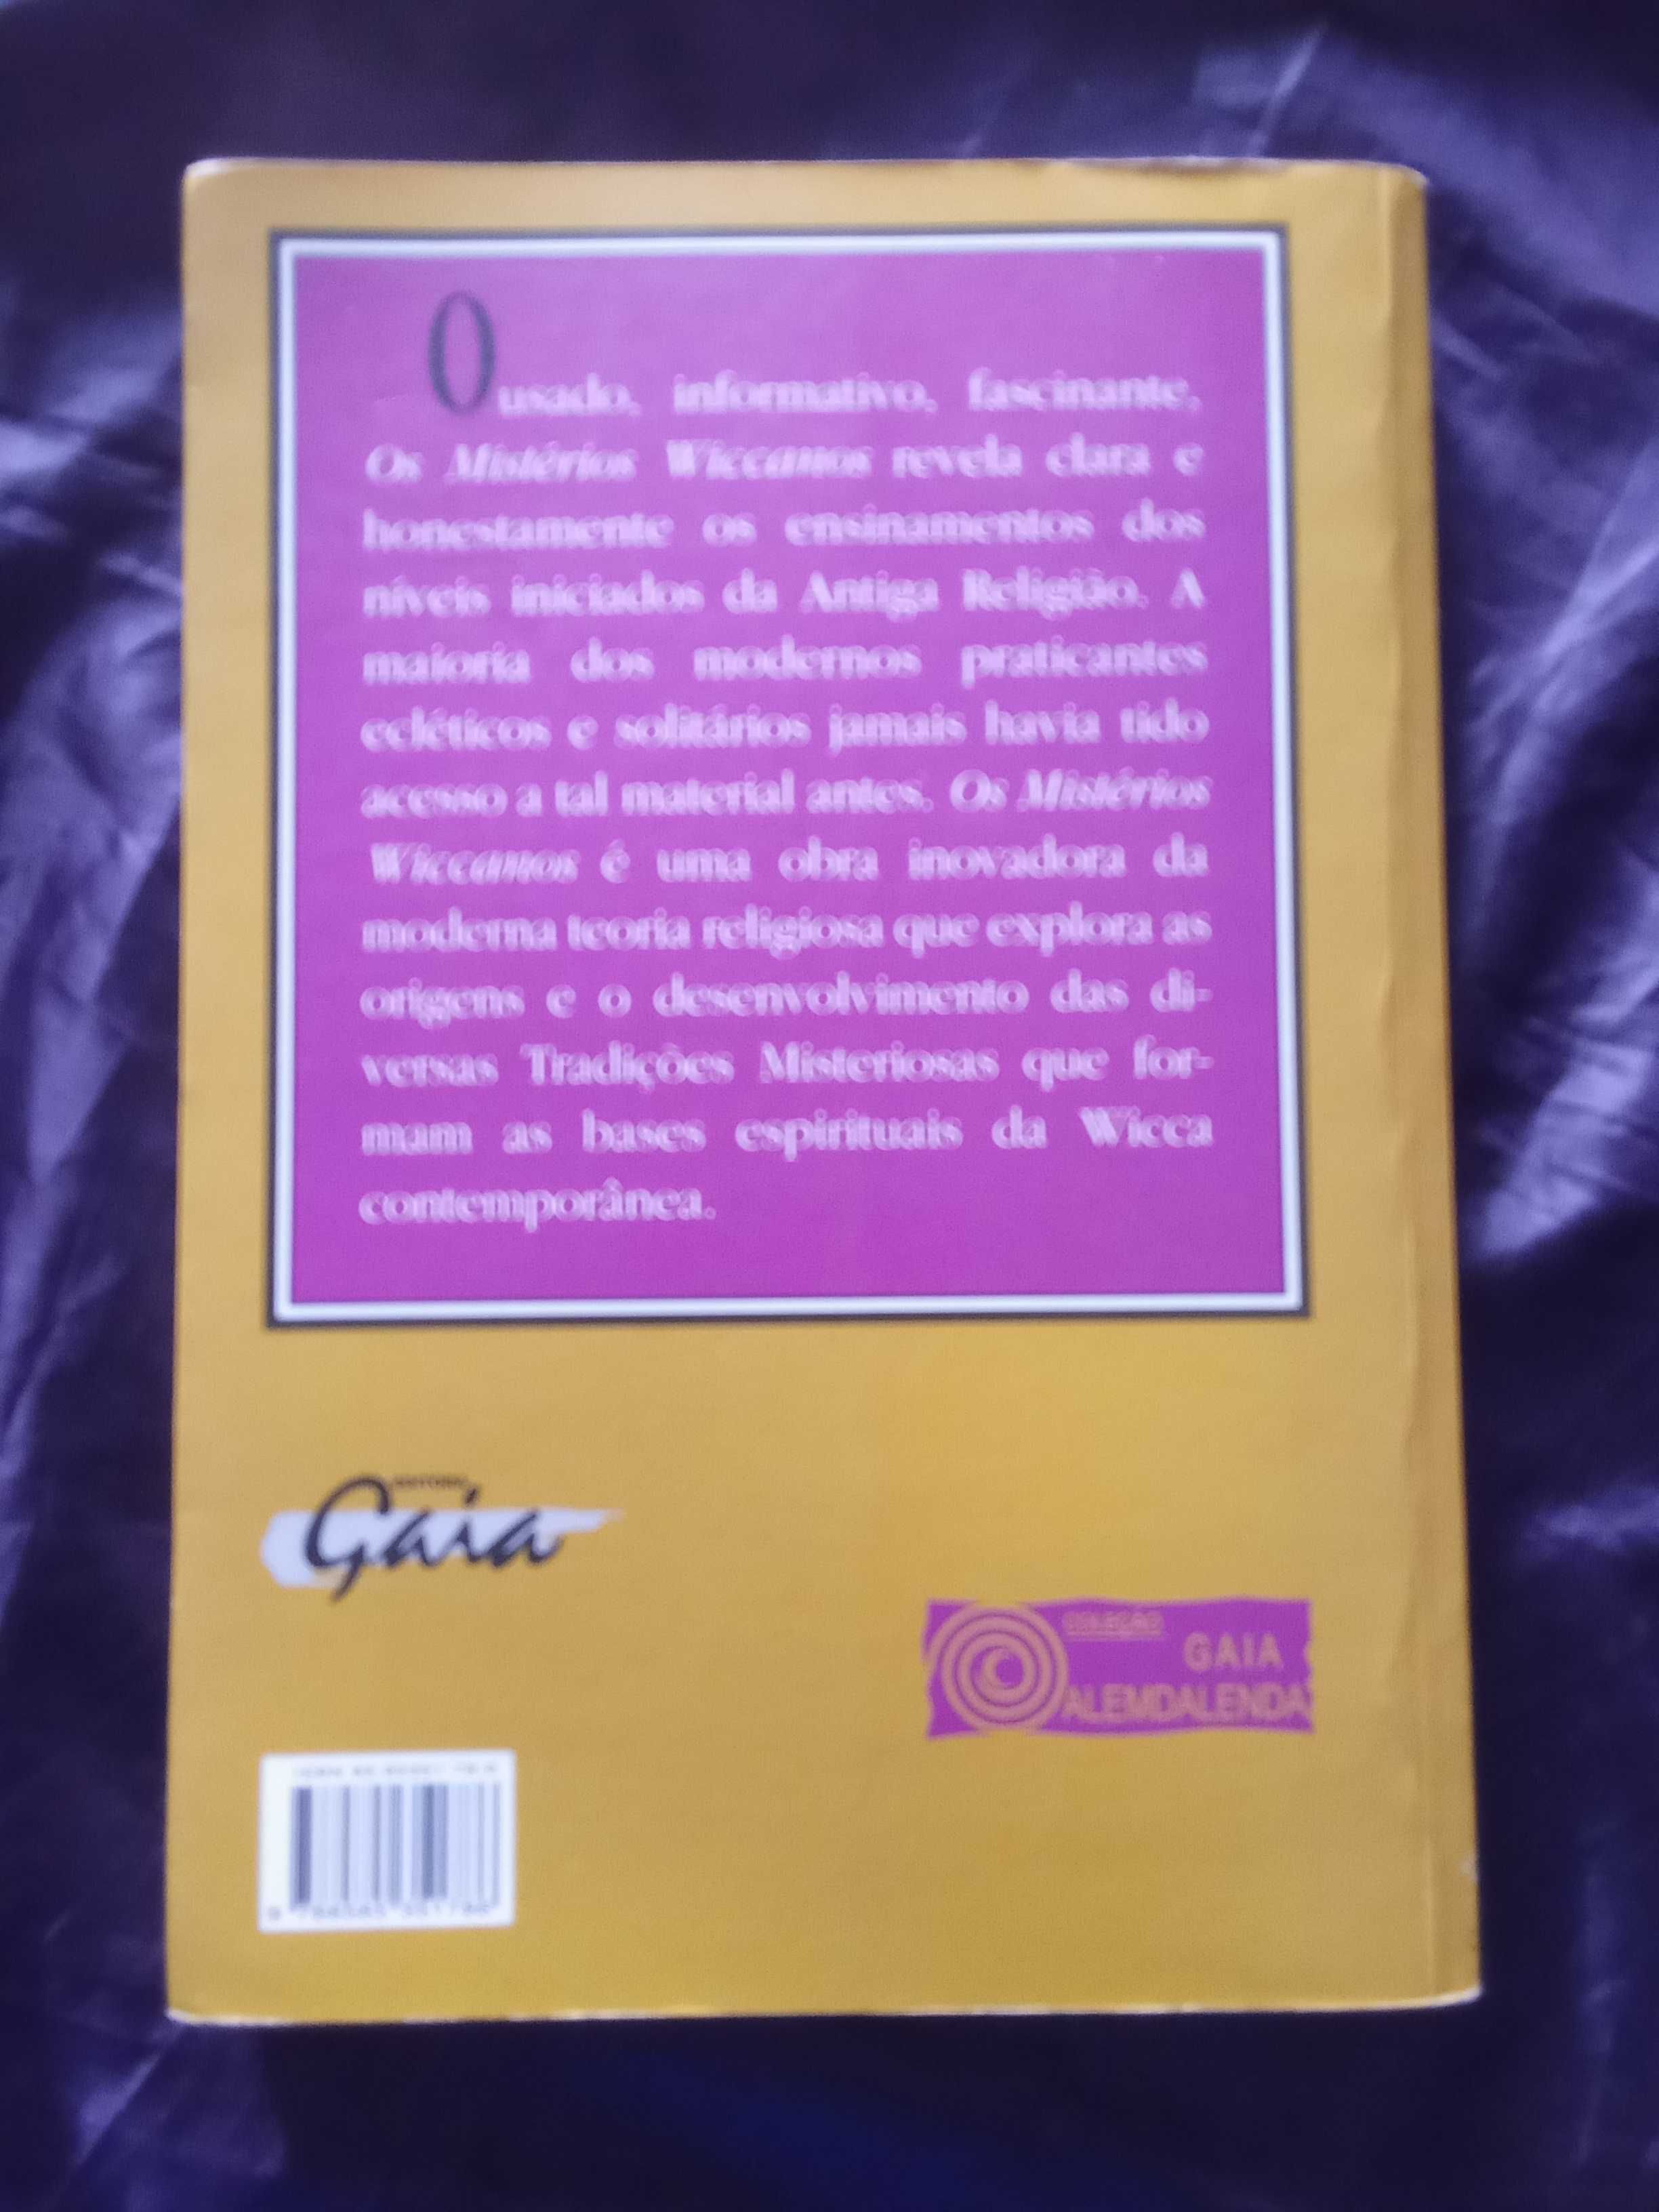 Ousado, informativo, fascinante,
Os Mistérios Wiccanos revela clara e
honestamente os ensinamentos dos
níveis iniciados da Antiga Religião. A
maioria dos modernos praticantes
ecléticos e solitários jamais havia tido
acesso a tal material antes. Os Mistérios
Wiccanos é uma obra inovadora da
moderna teoria religiosa que explora as
origens e o desenvolvimento das di-
versas Tradições Misteriosas que for-
mam as bases espirituais da Wicca
contemporânea.
EDITORA
Gaia
COLEÇÃO
GAIA
ALEMDALENDA